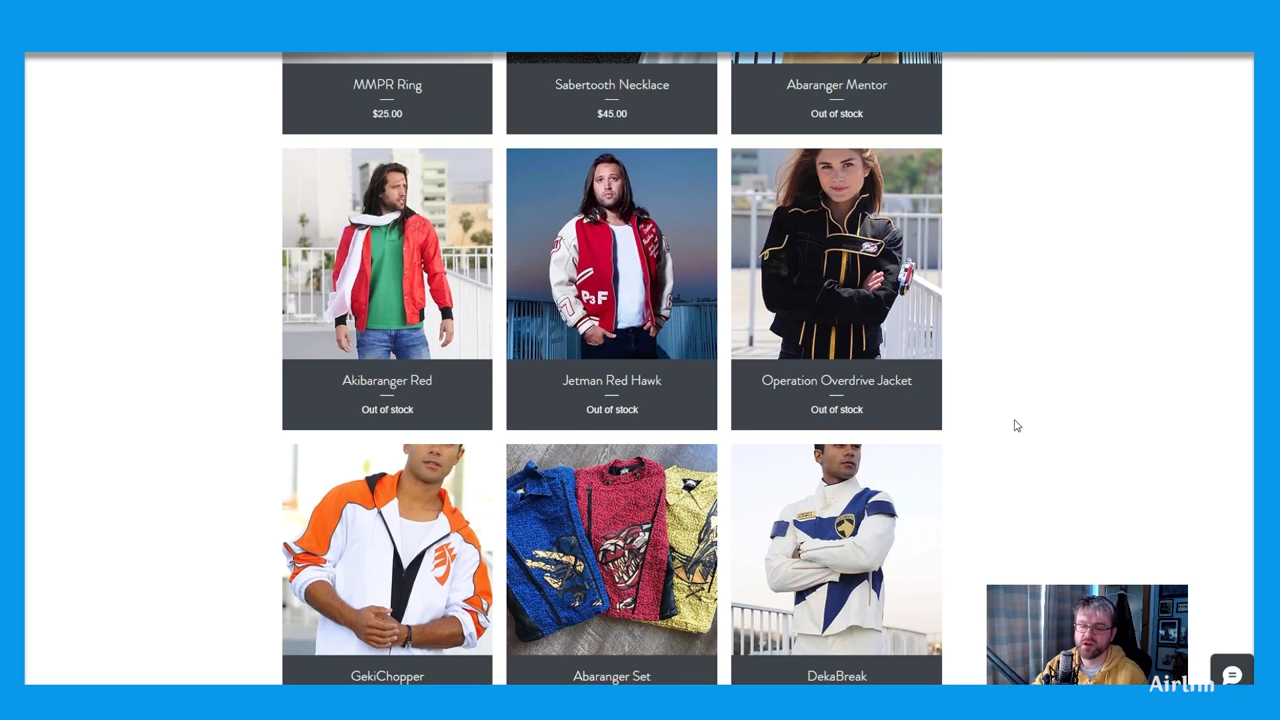 MMPR Ring
$25.00
Sabertooth Necklace
$45.00
Abaranger Mentor
Out of stock
P3F
Akibaranger Red
Out of stock
Jetman Red Hawk
Out of stock
Operation Overdrive Jacket
Out of stock
GekiChopper
Abaranger Set
DekaBreak